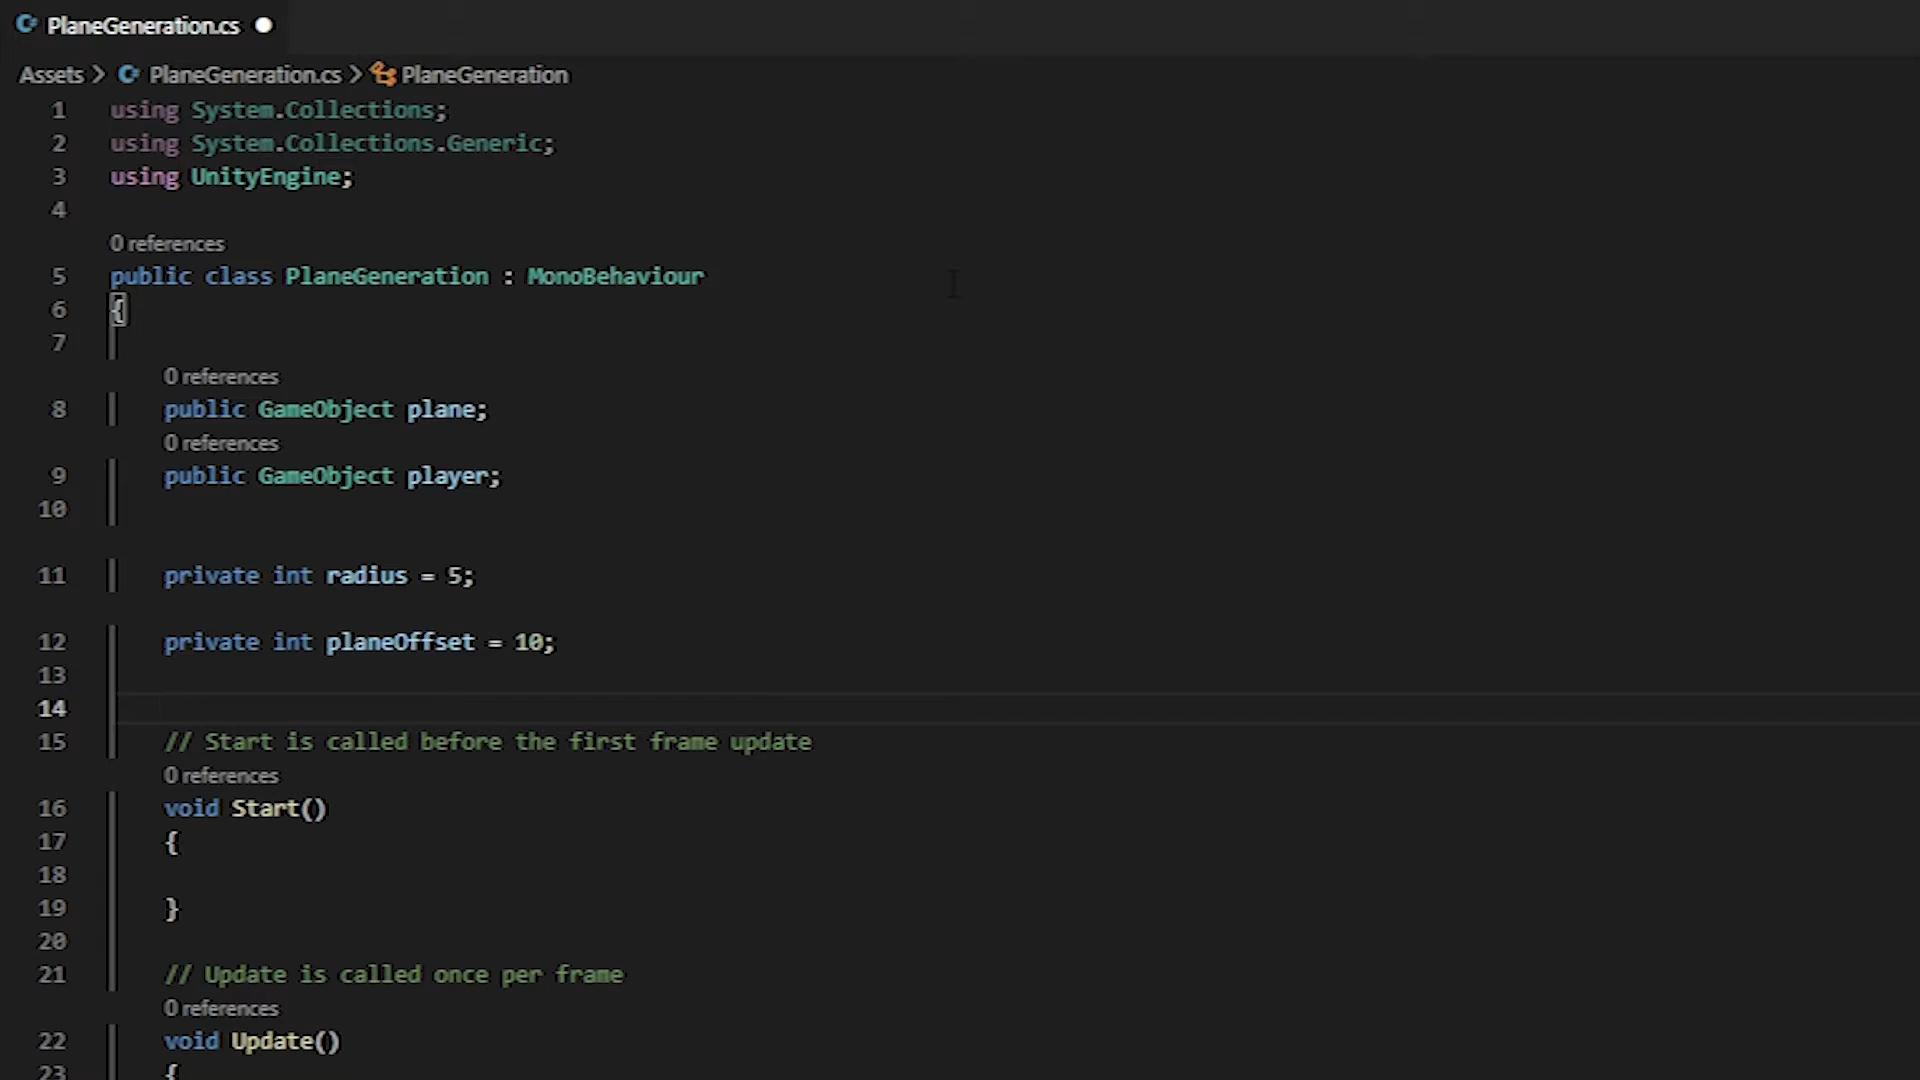 PlaneGeneration.cs
Assets > PlaneGeneration.cs > PlaneGeneration
1 using System.Collections;
2 using System.Collections.Generic;
3 using UnityEngine;
4
0 references
5 public class PlaneGeneration : MonoBehaviour
6 {
7
0 references
8 public GameObject plane;
0 references
9 public GameObject player;
10
11 private int radius = 5;
12 private int planeOffset = 10;
13
14
15 // Start is called before the first frame update
0 references
16 void Start()
17 {
18
19 }
20
21 // Update is called once per frame
0 references
22 void Update()
23 {